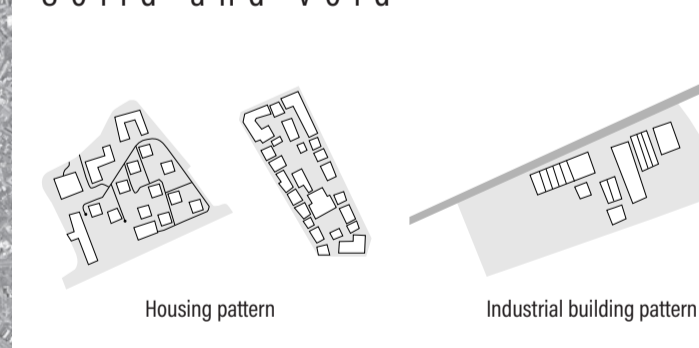 solid and void
Housing pattern
Industrial building pattern